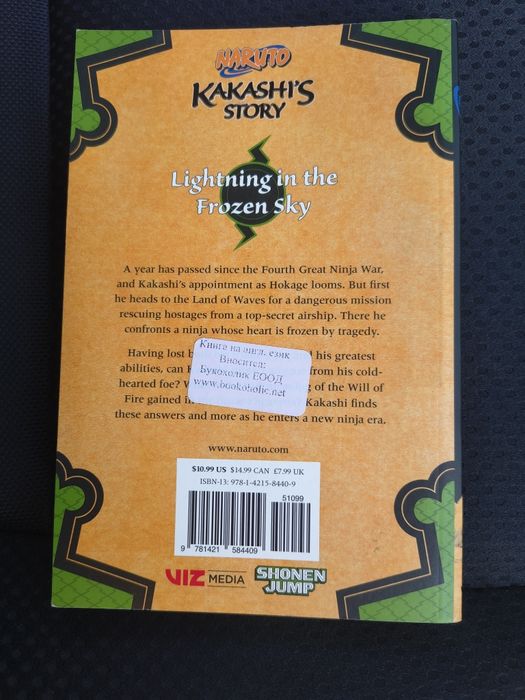 NARUTO
KAKASHI'S
STORY
Lightning in the
Frozen Sky
A year has passed since the Fourth Great Ninja War,
and Kakashi's appointment as Hokage looms. But first
he heads to the Land of Waves for a dangerous mission
rescuing hostages from a top-secret airship. There he
confronts a ninja whose heart is frozen by tragedy.
Having lost his greatest
abilities, can from his cold-
hearted foe? of the Will of
Fire gained in Kakashi finds
these answers and more as he enters a new ninja era.
Книга на англ. език
Вносител:
Букохолик ЕООД
www.bookoholic.net
www.naruto.com
$10.99 US $14.99 CAN £7.99 UK
ISBN-13: 978-1-4215-8440-9
51099
9 781421 584409
VIZ MEDIA
SHONEN
JUMP